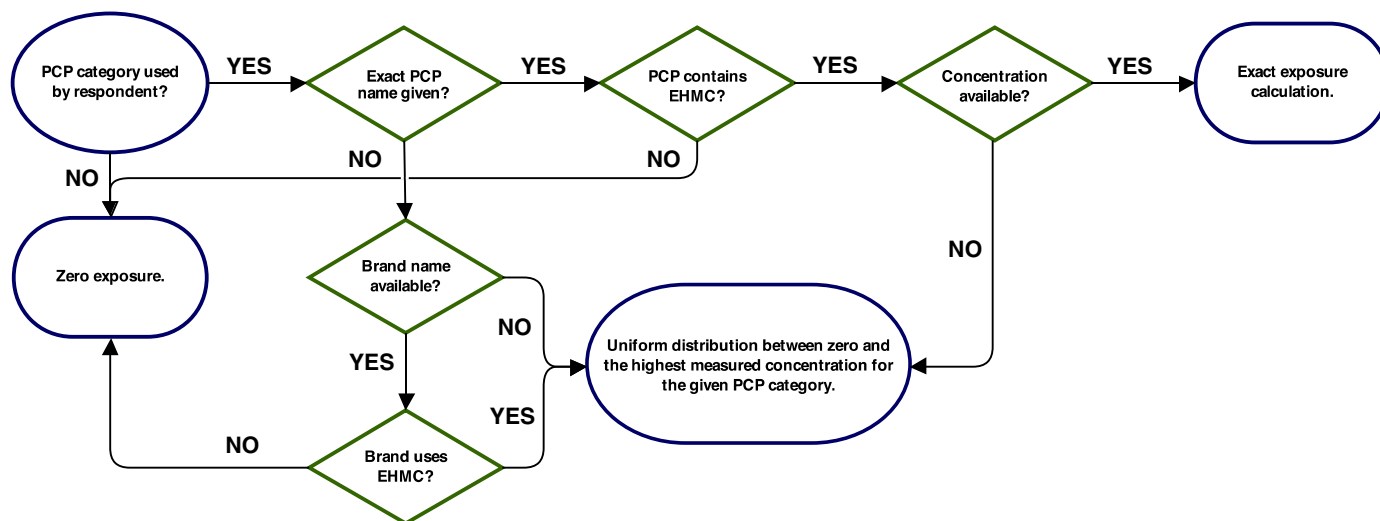 PCP category used
by respondent?
YES
Exact PCP
name given?
YES
PCP contains
EHMC?
YES
Concentration
available?
YES
Exact exposure
calculation.
NO
NO
NO
NO
Zero exposure.
Brand name
available?
NO
YES
Uniform distribution between zero and
the highest measured concentration for
the given PCP category.
YES
NO
Brand uses
EHMC?